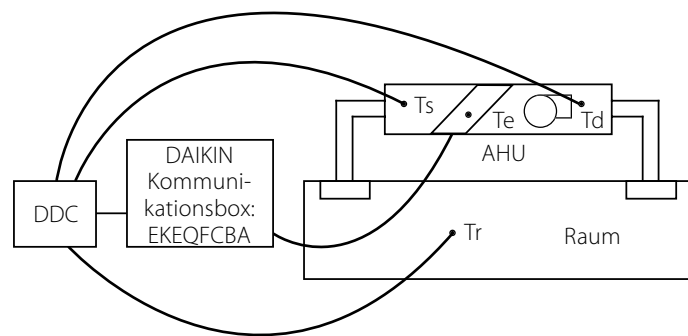 Ts
Te
Td
AHU
DAIKIN
Kommuni-
kationsbox:
EKEQFCBA
DDC
Tr
Raum